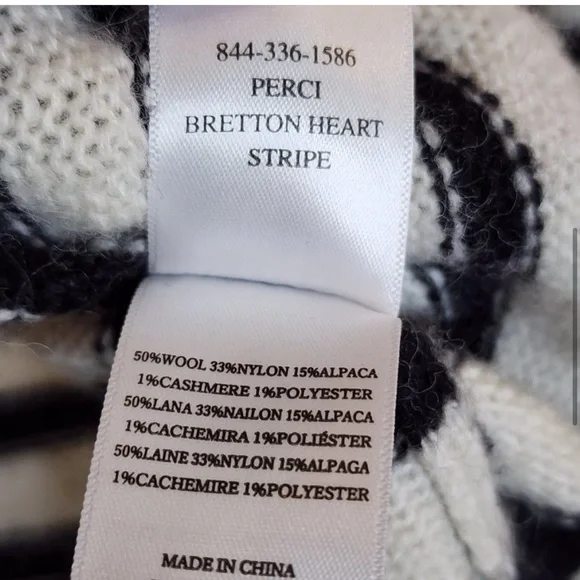 844-336-1586
PERCI
BRETTON HEART
STRIPE
50%WOOL 33%NYLON 15%ALPACA
1%CASHMERE 1%POLYESTER
50%LANA 33%NAILON 15%ALPACA
1%CACHEMIRA 1%POLIÉSTER
50%LAINE 33%NYLON 15%ALPAGA
1%CACHEMIRE 1%POLYESTER
MADE IN CHINA